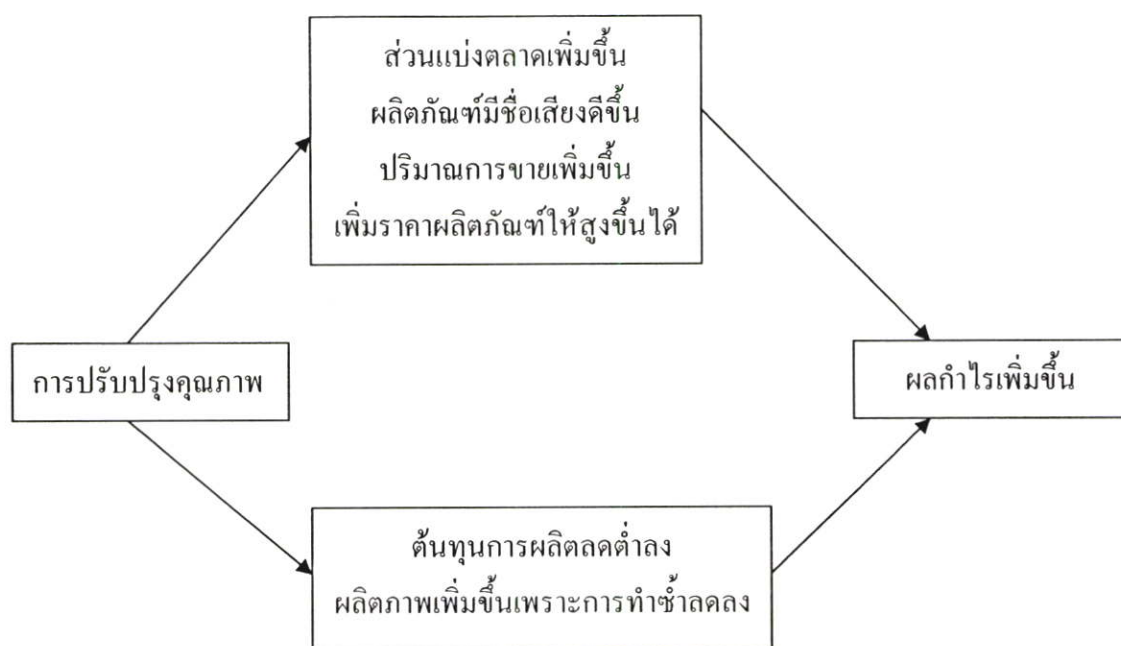 ส่วนแบ่งตลาดเพิ่มขึ้น
ผลิตภัณฑ์มีชื่อเสียงดีขึ้น
ปริมาณการขายเพิ่มขึ้น
เพิ่มราคาผลิตภัณฑ์ให้สูงขึ้นได้
การปรับปรุงคุณภาพ
ผลกำไรเพิ่มขึ้น
ต้นทุนการผลิตลดต่ำลง
ผลิตภาพเพิ่มขึ้นเพราะการทำซ้ำลดลง